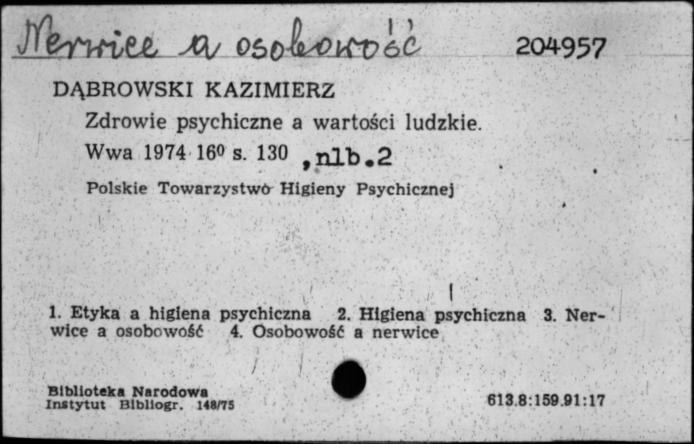 Nerwice a osobowość 204957
DĄBROWSKI KAZIMIERZ
Zdrowie psychiczne a wartości ludzkie.
Wwa 1974 16⁰ s. 130 ,nlb.2
Polskie Towarzystwo Higieny Psychicznej
1. Etyka a higiena psychiczna 2. Higiena psychiczna 3. Ner-
wice a osobowość 4. Osobowość a nerwice
Biblioteka Narodowa
Instytut Bibliogr. 148/75 613.8:159.91:17